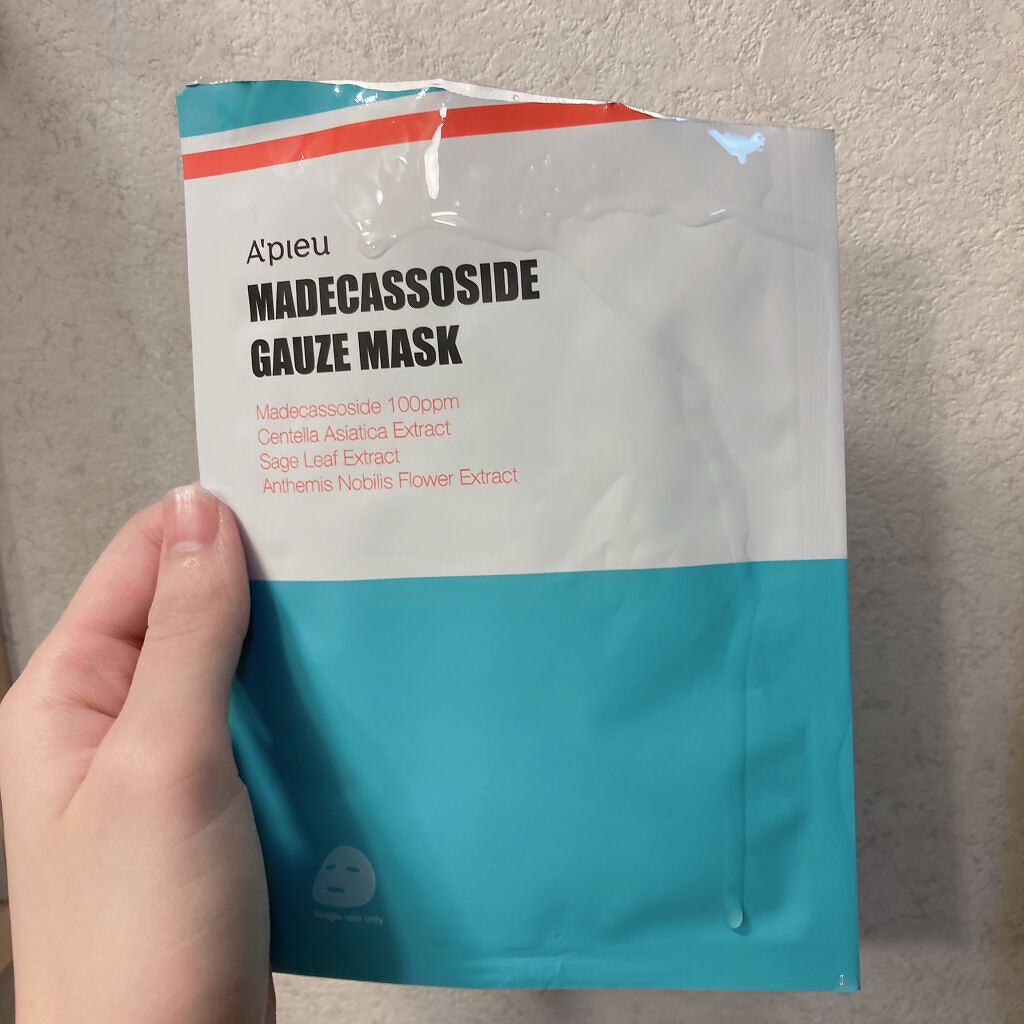 A'pieu
MADECASSOSIDE
GAUZE MASK
Madecassoside 100ppm
Centella Asiatica Extract
Sage Leaf Extract
Anthemis Nobilis Flower Extract
Single use only